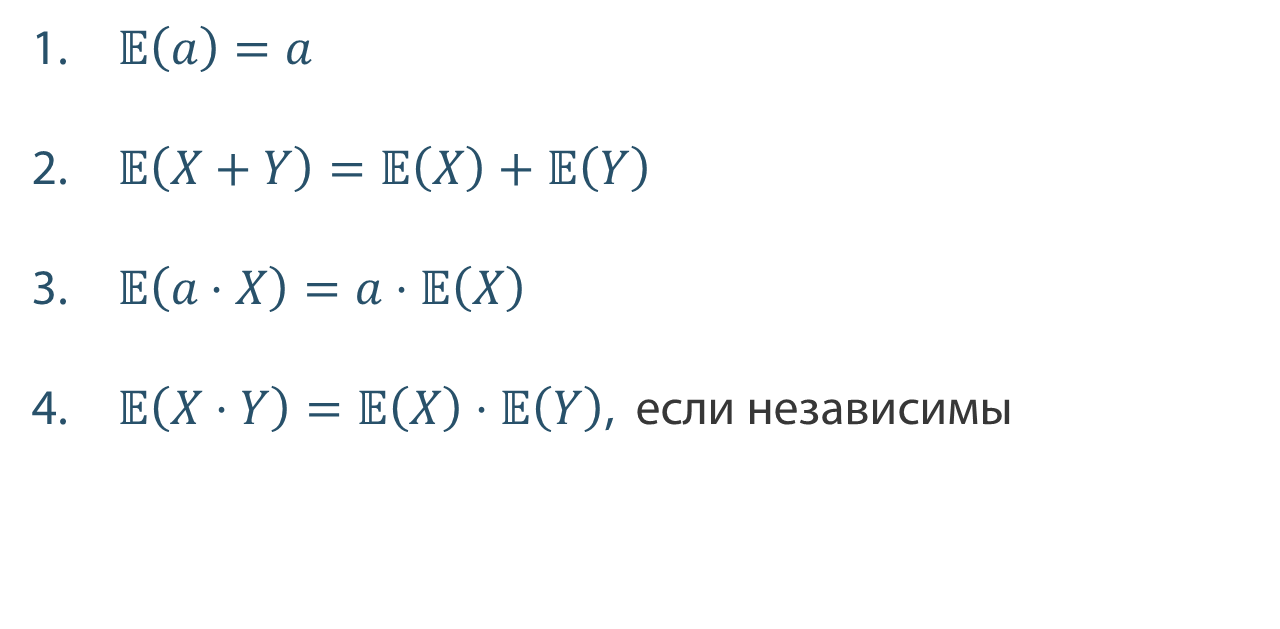 1. 𝔼(a) = a
2. 𝔼(X + Y) = 𝔼(X) + 𝔼(Y)
3. 𝔼(a · X) = a · 𝔼(X)
4. 𝔼(X · Y) = 𝔼(X) · 𝔼(Y), если независимы